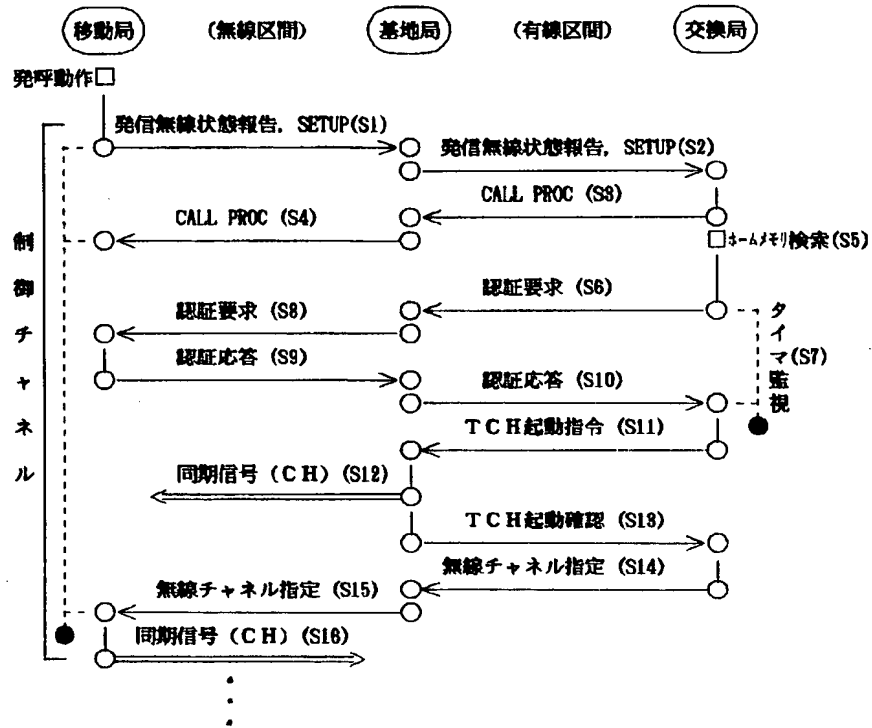 移動局 (無線区間) 基地局 (有線区間) 交換局
発呼動作
発信無線状態報告, SETUP(S1)
発信無線状態報告, SETUP(S2)
CALL PROC (S3)
CALL PROC (S4)
ホームメモリ検索(S5)
認証要求 (S6)
認証要求 (S8)
タイマ(S7)監視
認証応答 (S9)
認証応答 (S10)
TCH起動指令 (S11)
同期信号(CH) (S12)
TCH起動確認 (S13)
無線チャネル指定 (S14)
無線チャネル指定 (S15)
同期信号(CH) (S16)
制御チャネル